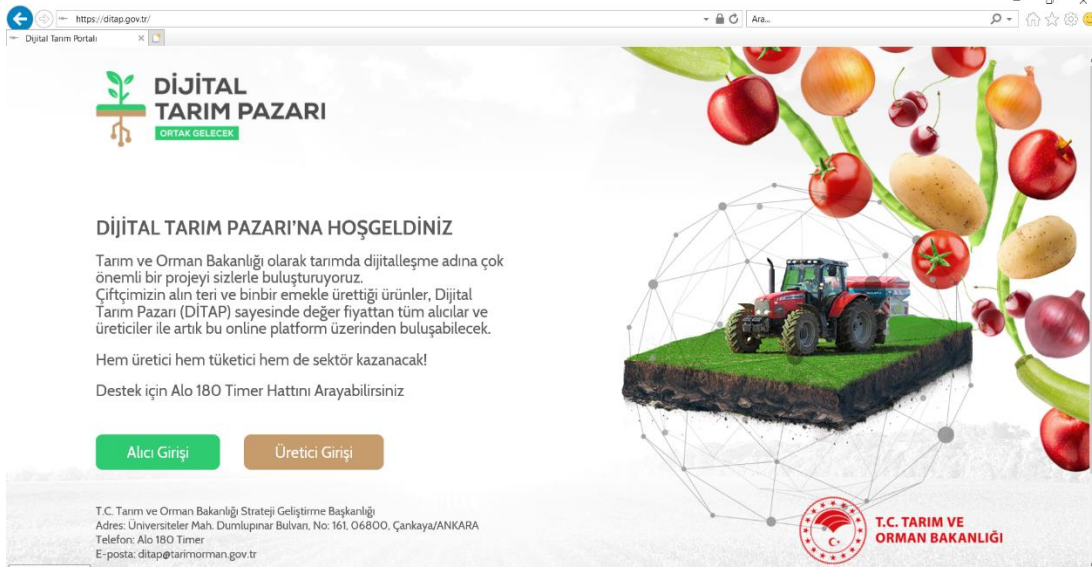 https://ditap.gov.tr/
Ara...
Dijital Tarım Portalı
DİJİTAL
TARIM PAZARI
ORTAK GELECEK
DİJİTAL TARIM PAZARI'NA HOŞGELDİNİZ
Tarım ve Orman Bakanlığı olarak tarımda dijitalleşme adına çok
önemli bir projeyi sizlerle buluşturuyoruz.
Çiftçimizin alın teri ve binbir emekle ürettiği ürünler, Dijital
Tarım Pazarı (DİTAP) sayesinde değer fiyattan tüm alıcılar ve
üreticiler ile artık bu online platform üzerinden buluşabilecek.
Hem üretici hem tüketici hem de sektör kazanacak!
Destek için Alo 180 Timer Hattını Arayabilirsiniz
Alıcı Girişi
Üretici Girişi
T.C. Tarım ve Orman Bakanlığı Strateji Geliştirme Başkanlığı
Adres: Üniversiteler Mah. Dumlupınar Bulvarı, No: 161, 06800, Çankaya/ANKARA
Telefon: Alo 180 Timer
E-posta: ditap@tarimorman.gov.tr
T.C. TARIM VE
ORMAN BAKANLIĞI